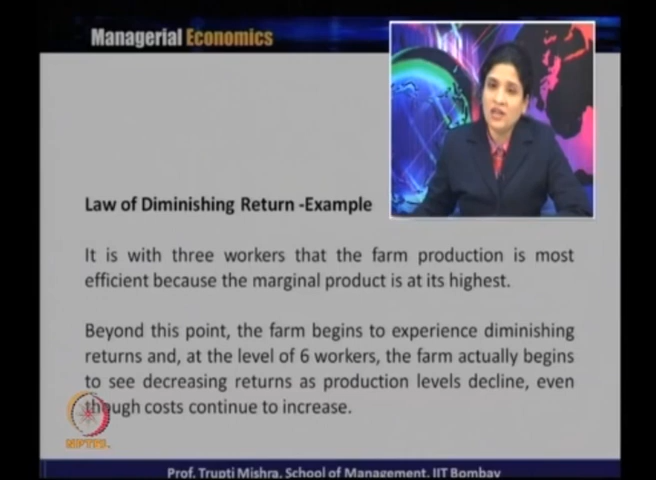 Managerial Economics
Law of Diminishing Return -Example
It is with three workers that the farm production is most
efficient because the marginal product is at its highest.
Beyond this point, the farm begins to experience diminishing
returns and, at the level of 6 workers, the farm actually begins
to see decreasing returns as production levels decline, even
though costs continue to increase.
NPTEL
Prof. Trupti Mishra, School of Management, IIT Bombay